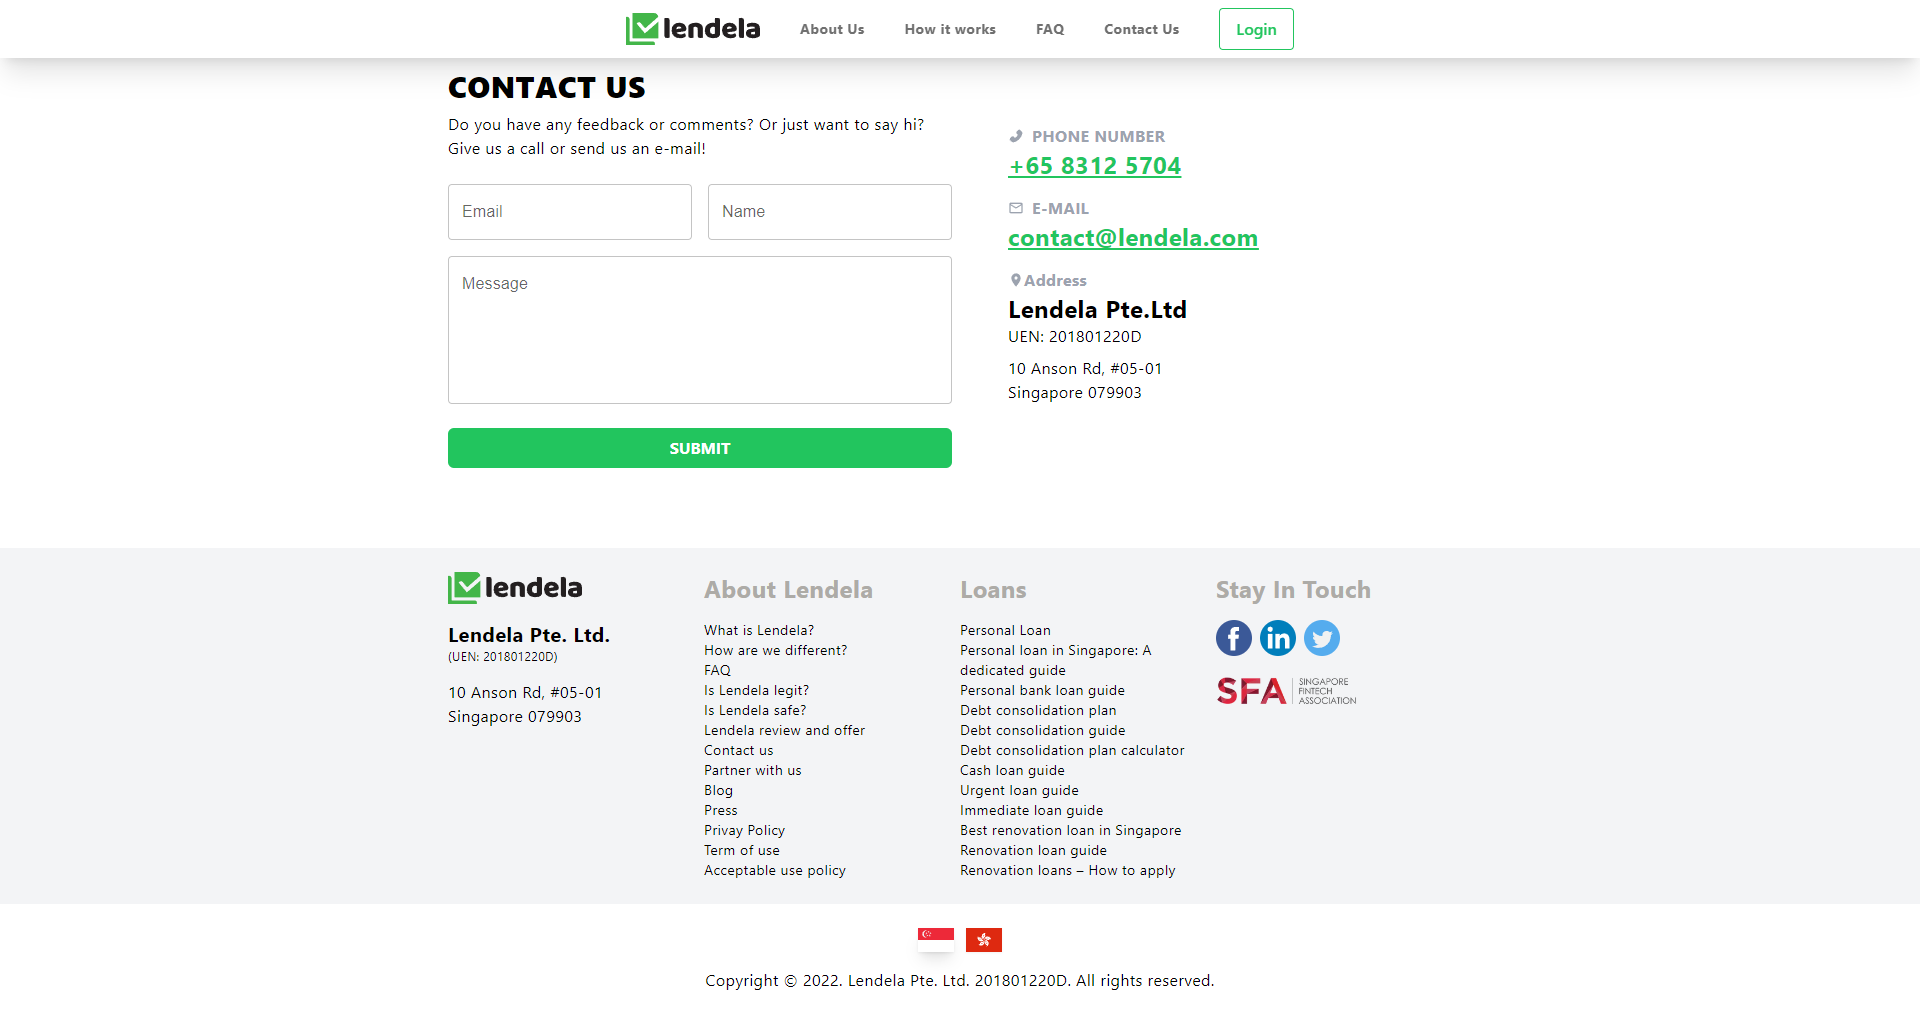 lendela About Us How it works FAQ Contact Us Login
CONTACT US
Do you have any feedback or comments? Or just want to say hi?
Give us a call or send us an e-mail!
Email
Name
Message
SUBMIT
PHONE NUMBER
+65 8312 5704
E-MAIL
contact@lendela.com
Address
Lendela Pte.Ltd
UEN: 201801220D
10 Anson Rd, #05-01
Singapore 079903
lendela
Lendela Pte. Ltd.
(UEN: 201801220D)
10 Anson Rd, #05-01
Singapore 079903
About Lendela
What is Lendela?
How are we different?
FAQ
Is Lendela legit?
Is Lendela safe?
Lendela review and offer
Contact us
Partner with us
Blog
Press
Privay Policy
Term of use
Acceptable use policy
Loans
Personal Loan
Personal loan in Singapore: A
dedicated guide
Personal bank loan guide
Debt consolidation plan
Debt consolidation guide
Debt consolidation plan calculator
Cash loan guide
Urgent loan guide
Immediate loan guide
Best renovation loan in Singapore
Renovation loan guide
Renovation loans – How to apply
Stay In Touch
f in
SFA
SINGAPORE
FINTECH
ASSOCIATION
Copyright © 2022. Lendela Pte. Ltd. 201801220D. All rights reserved.